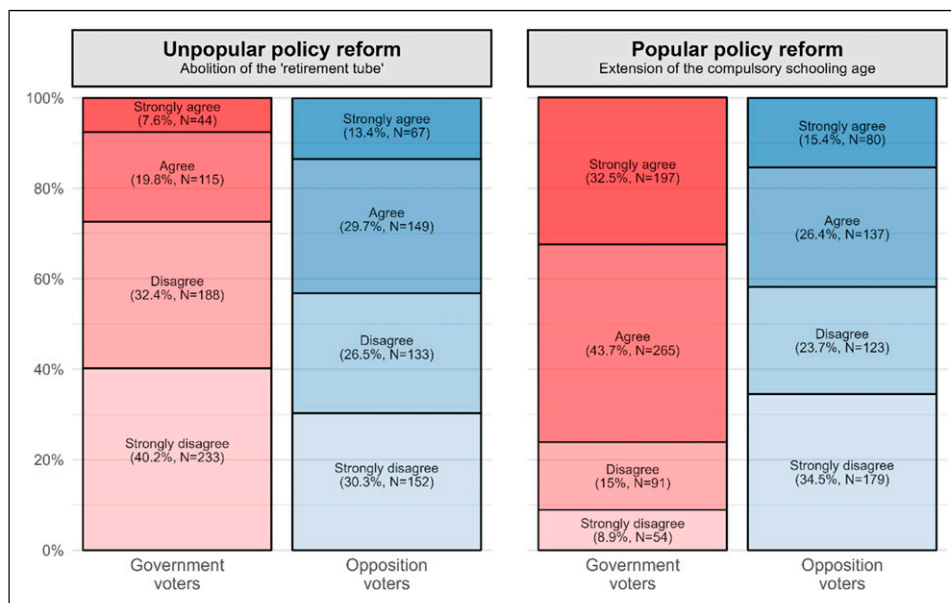 Unpopular policy reform
Abolition of the 'retirement tube'
Popular policy reform
Extension of the compulsory schooling age
100%
80%
60%
40%
20%
0%
Strongly agree
(7.6%, N=44)
Agree
(19.8%, N=115)
Disagree
(32.4%, N=188)
Strongly disagree
(40.2%, N=233)
Strongly agree
(13.4%, N=67)
Agree
(29.7%, N=149)
Disagree
(26.5%, N=133)
Strongly disagree
(30.3%, N=152)
Strongly agree
(32.5%, N=197)
Agree
(43.7%, N=265)
Disagree
(15%, N=91)
Strongly disagree
(8.9%, N=54)
Strongly agree
(15.4%, N=80)
Agree
(26.4%, N=137)
Disagree
(23.7%, N=123)
Strongly disagree
(34.5%, N=179)
Government
voters
Opposition
voters
Government
voters
Opposition
voters